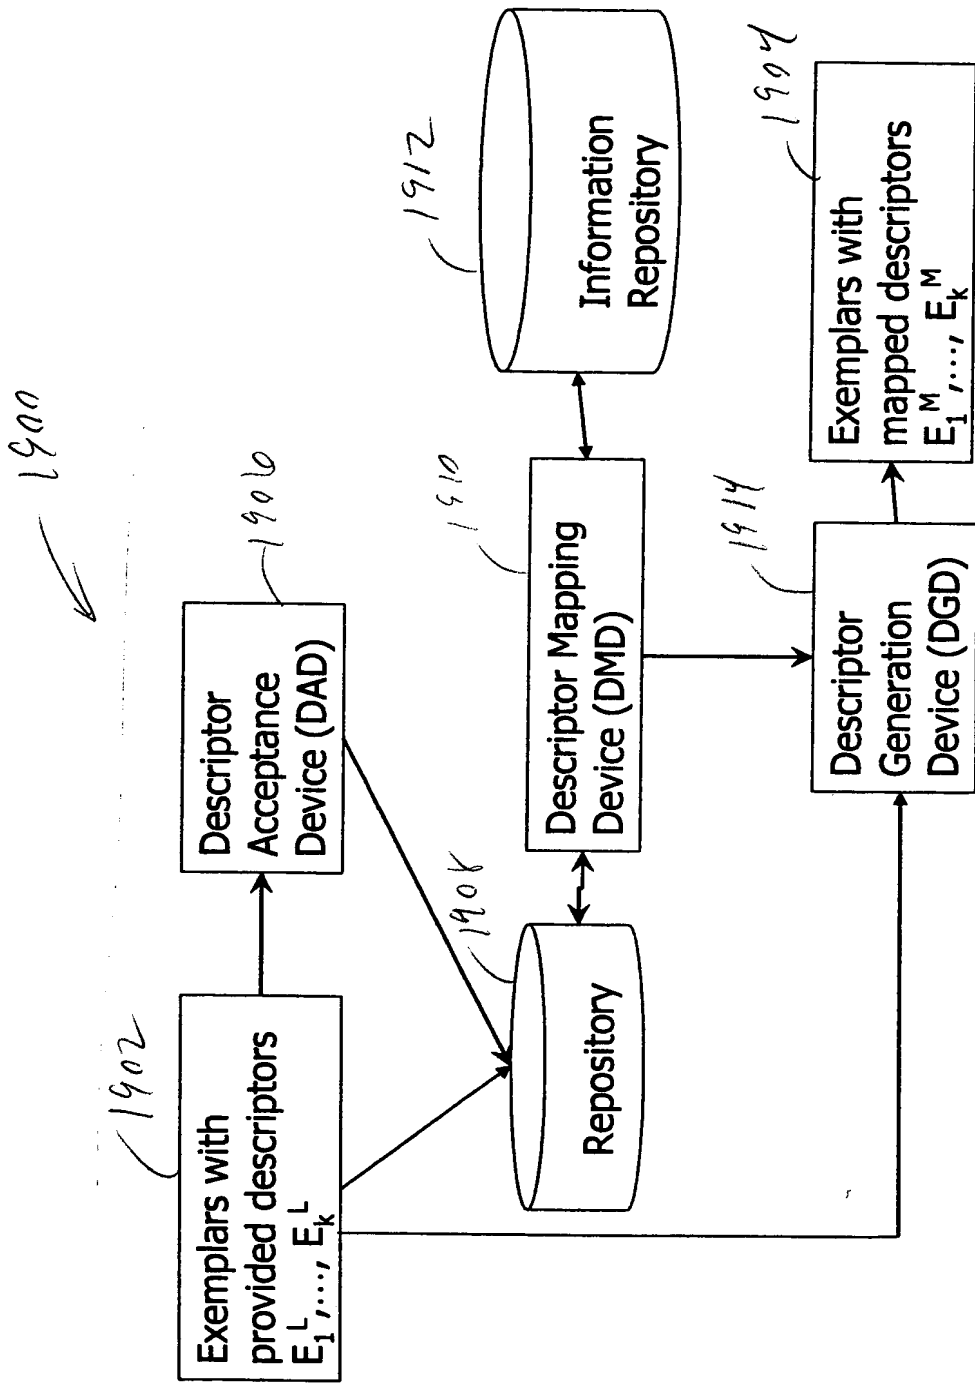 1900
1902
Exemplars with
provided descriptors
E₁ᴸ,..., Eₖᴸ
1906
Descriptor
Acceptance
Device (DAD)
1908
Repository
1910
Descriptor Mapping
Device (DMD)
1912
Information
Repository
1914
Descriptor
Generation
Device (DGD)
1904
Exemplars with
mapped descriptors
E₁ᴹ,..., Eₖᴹ